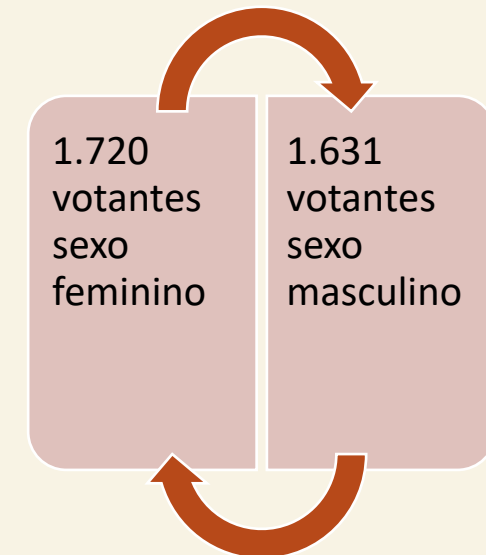 1.720
votantes
sexo
feminino
1.631
votantes
sexo
masculino